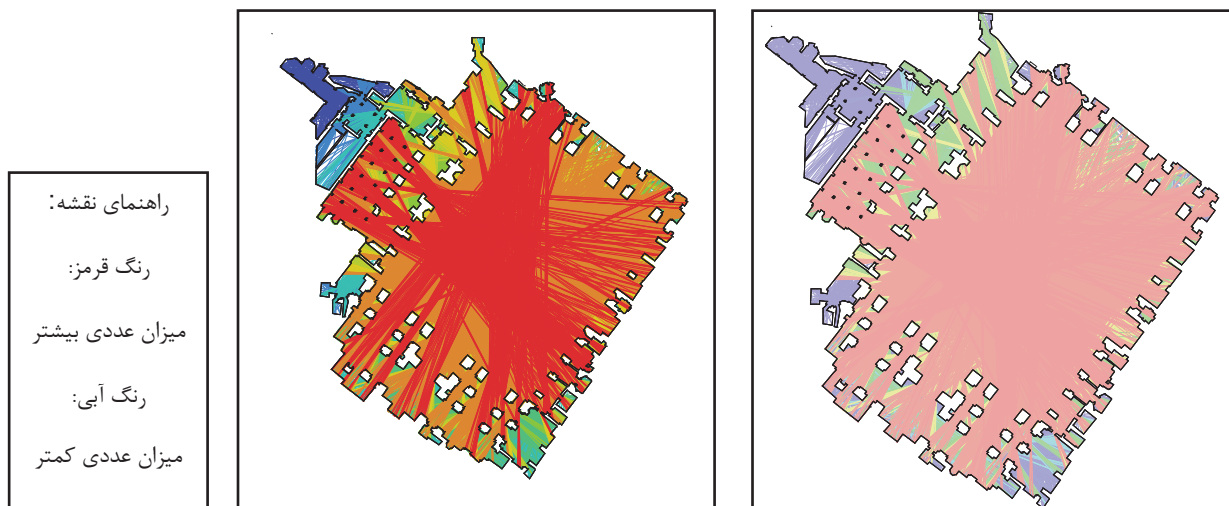 راهنمای نقشه:
رنگ قرمز:
میزان عددی بیشتر
رنگ آبی:
میزان عددی کمتر